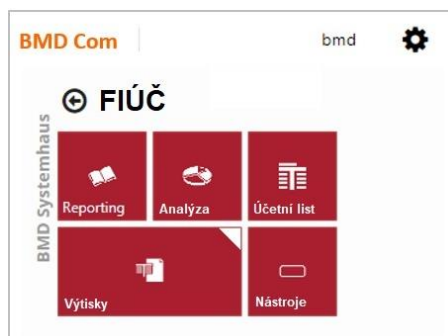 BMD Com bmd
FIÚČ
BMD Systemhaus
Reporting Analýza Účetní list
Výtisky Nástroje